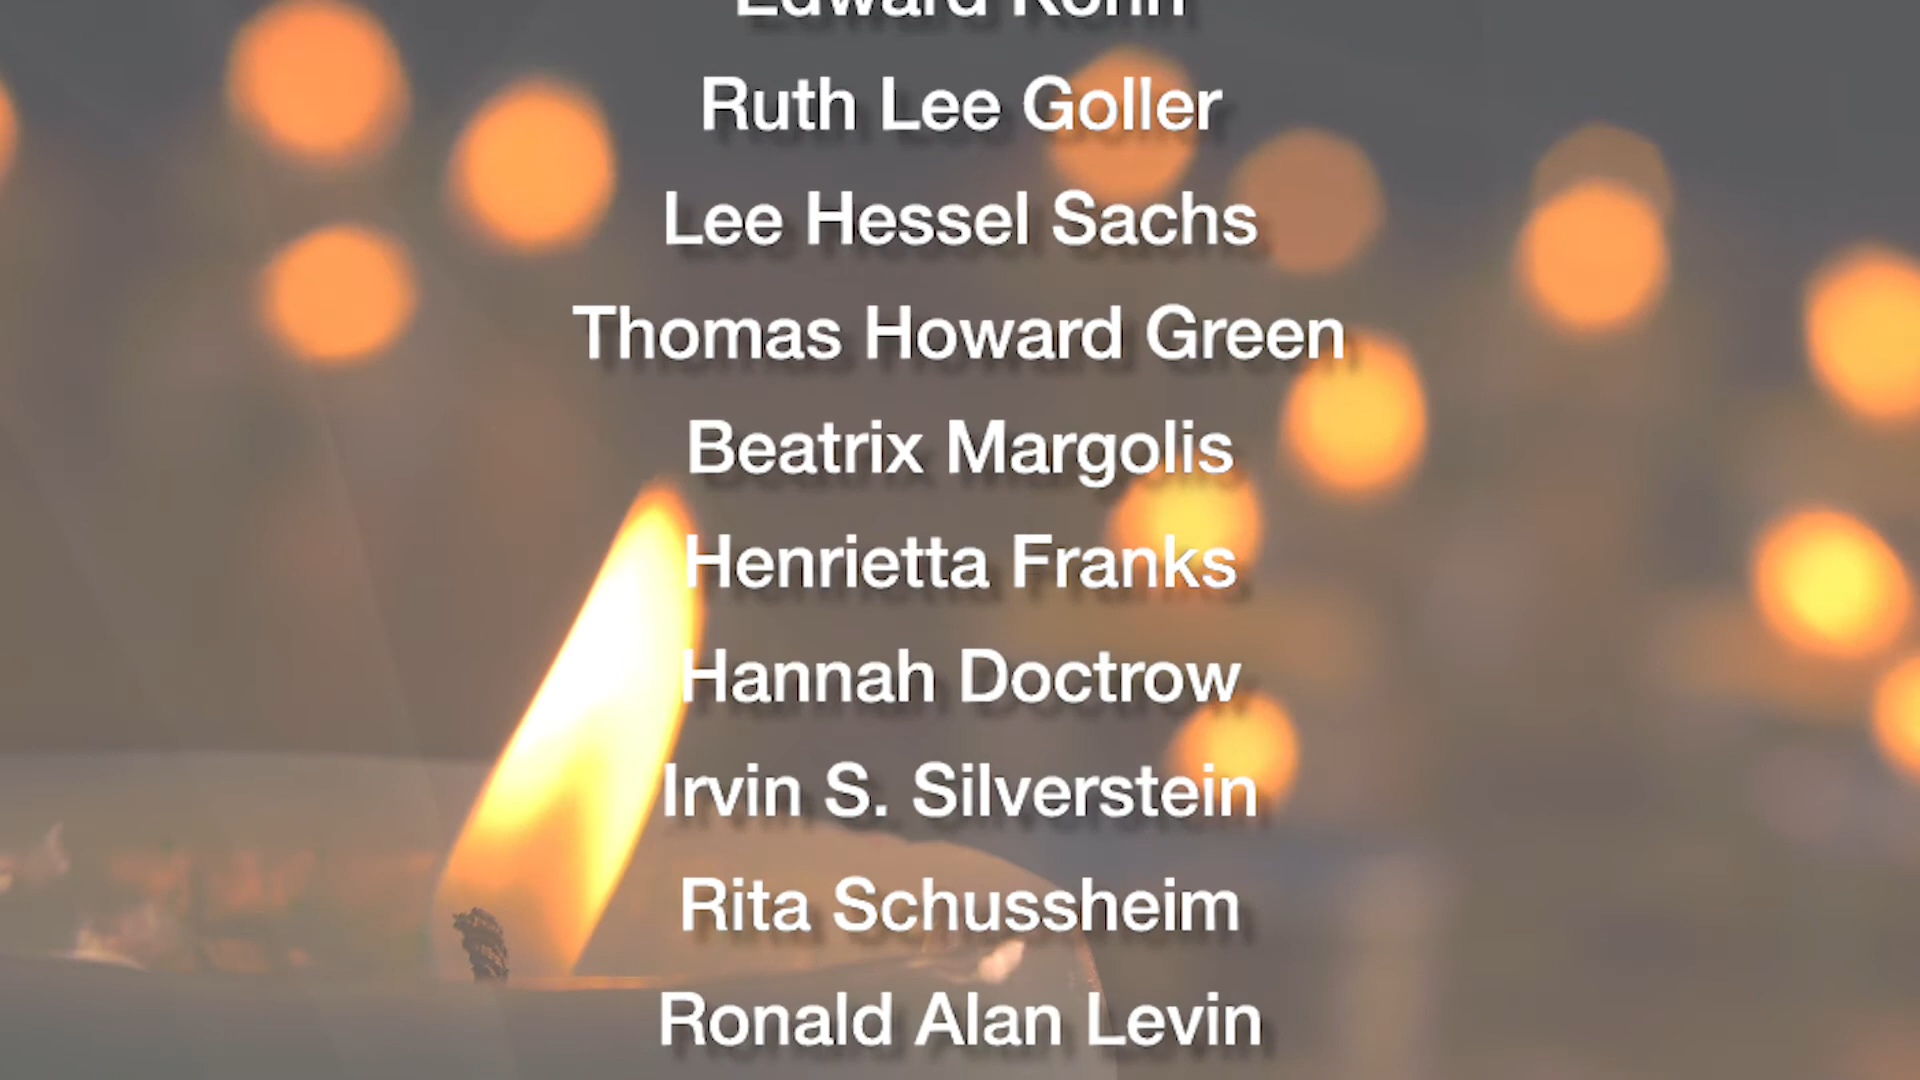 Edward
Ruth Lee Goller
Lee Hessel Sachs
Thomas Howard Green
Beatrix Margolis
Henrietta Franks
Hannah Doctrow
Irvin S. Silverstein
Rita Schussheim
Ronald Alan Levin